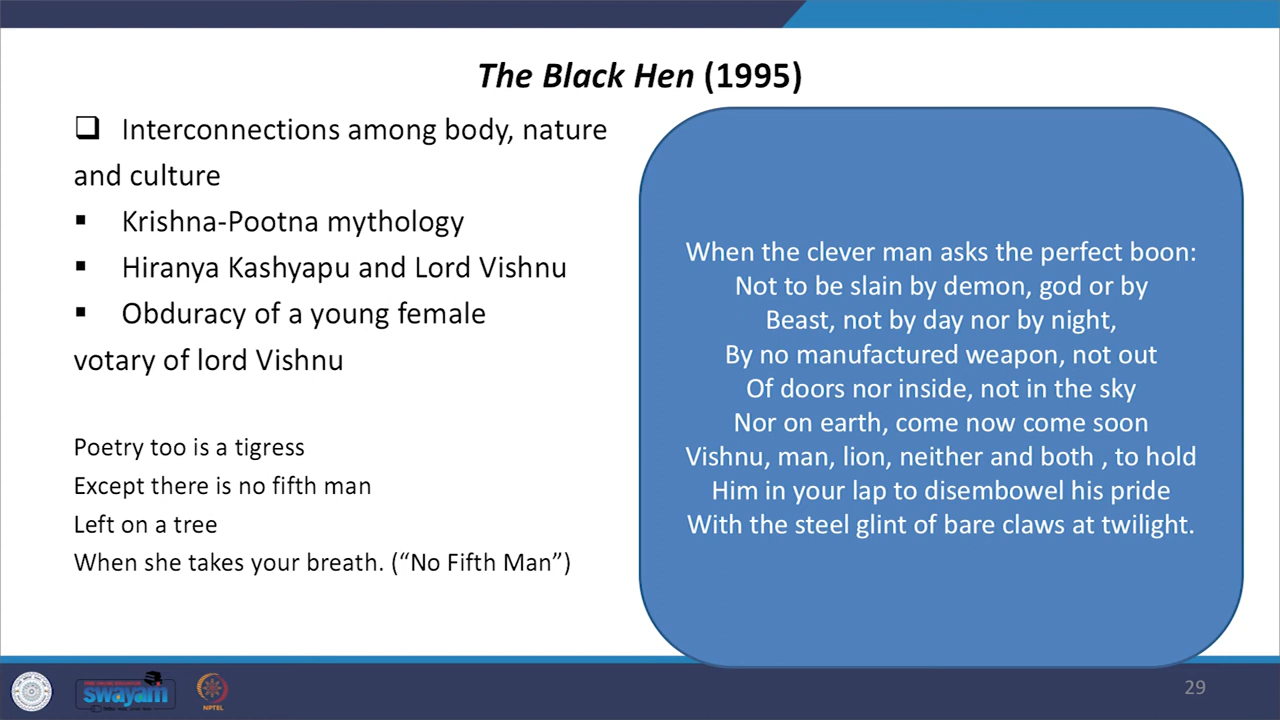 The Black Hen (1995)
❑ Interconnections among body, nature
and culture
▪ Krishna-Pootna mythology
▪ Hiranya Kashyapu and Lord Vishnu
▪ Obduracy of a young female
votary of lord Vishnu
Poetry too is a tigress
Except there is no fifth man
Left on a tree
When she takes your breath. (“No Fifth Man”)
When the clever man asks the perfect boon:
Not to be slain by demon, god or by
Beast, not by day nor by night,
By no manufactured weapon, not out
Of doors nor inside, not in the sky
Nor on earth, come now come soon
Vishnu, man, lion, neither and both , to hold
Him in your lap to disembowel his pride
With the steel glint of bare claws at twilight.
swayam
NPTEL
29